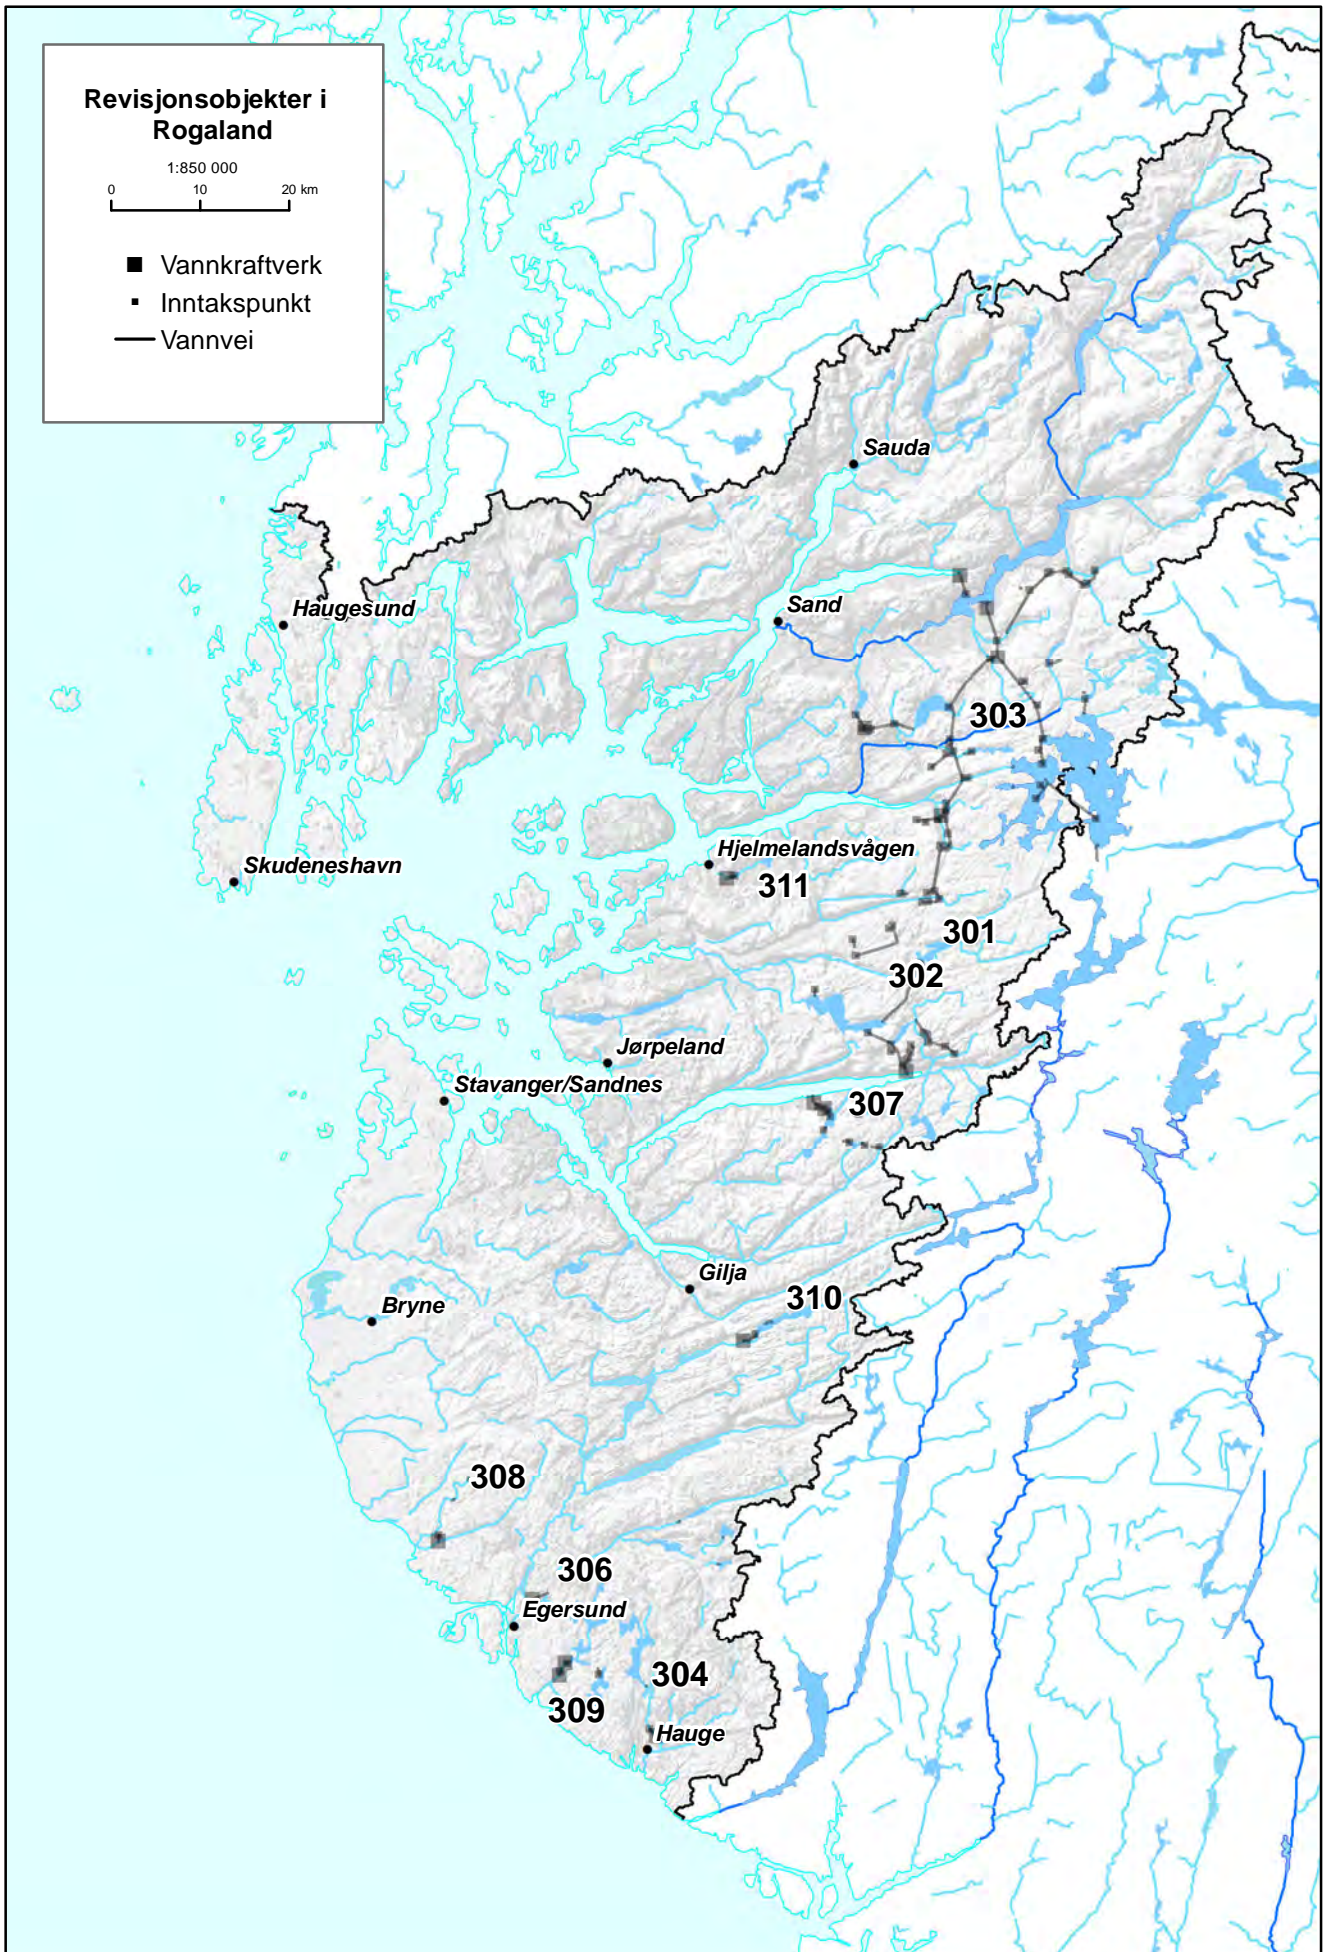 Revisjonsobjekter i
Rogaland
1:850 000
0 10 20 km
Vannkraftverk
Inntakspunkt
Vannvei
Sauda
Haugesund
Sand
303
Hjelmelandsvågen
311
Skudeneshavn
301
302
Jørpeland
Stavanger/Sandnes
307
Gilja
310
Bryne
308
306
Egersund
304
309
Hauge